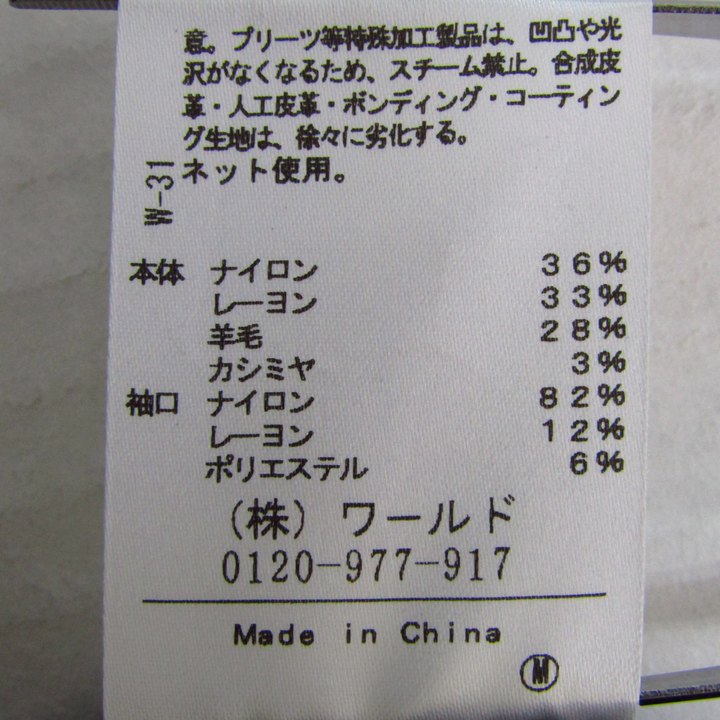 意。プリーツ等特殊加工製品は、凹凸や光
沢がなくなるため、スチーム禁止。合成皮
革・人工皮革・ボンディング・コーティン
グ生地は、徐々に劣化する。
ネット使用。
W-31
本体 ナイロン 36%
レーヨン 33%
羊毛 28%
カシミヤ 3%
袖口 ナイロン 82%
レーヨン 12%
ポリエステル 6%
(株) ワールド
0120-977-917
Made in China
M